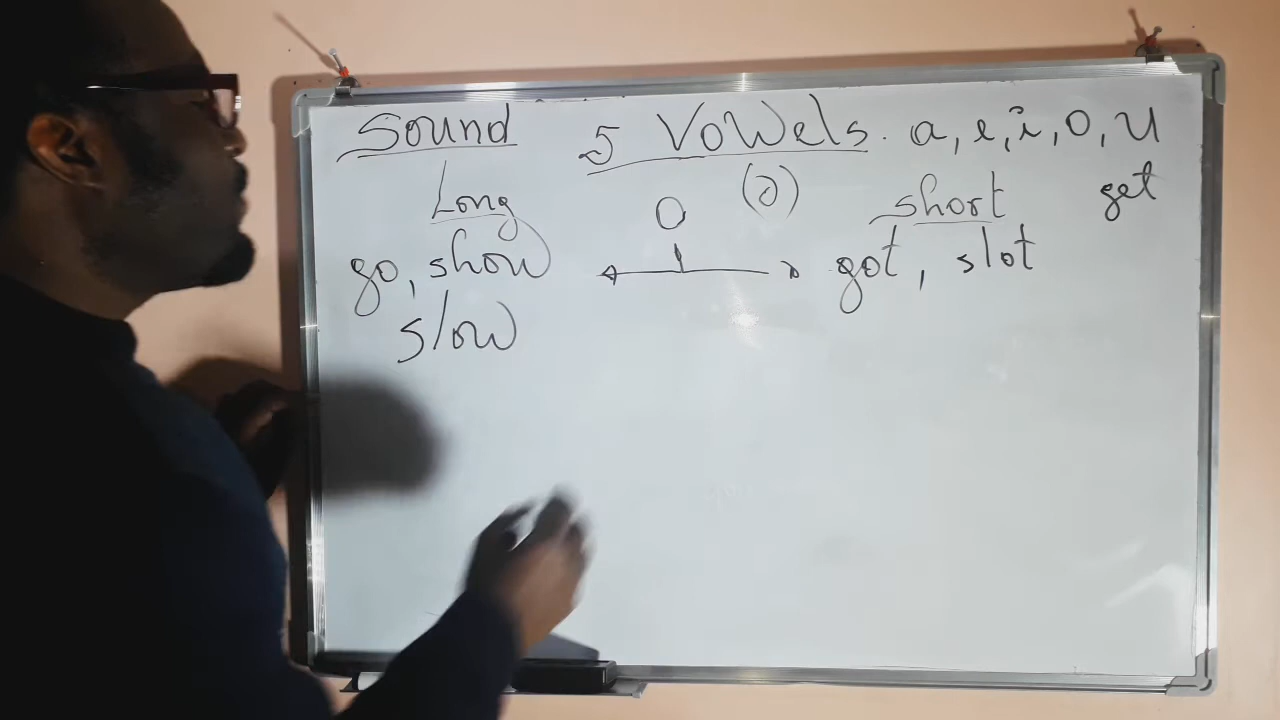 Sound 5 Vowels. a, e, i, o, u
Long O (o) short get
go, show got, slot
slow